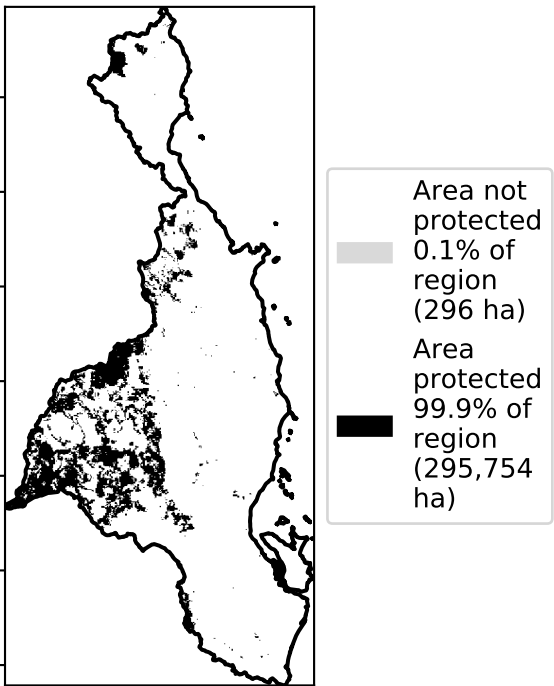 Area not
protected
0.1% of
region
(296 ha)
Area
protected
99.9% of
region
(295,754
ha)